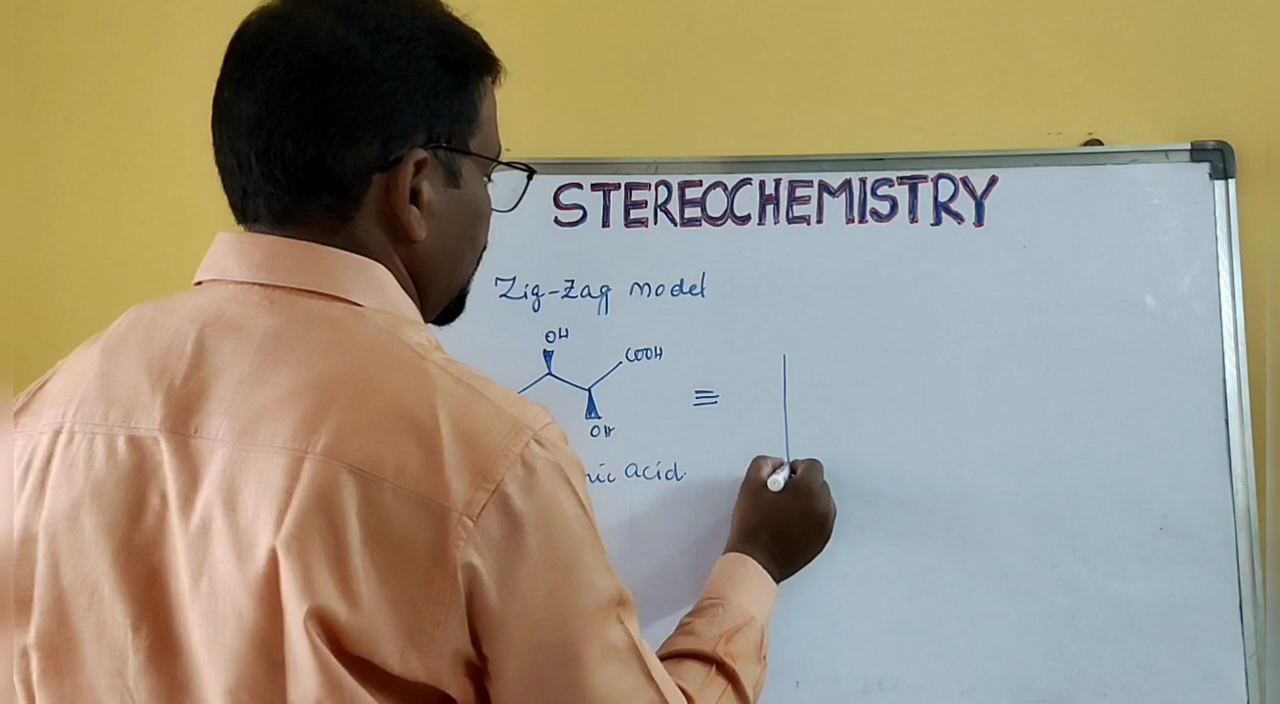 STEREOCHEMISTRY
Zig-Zag model
OH
COOH
≡
OH
acid